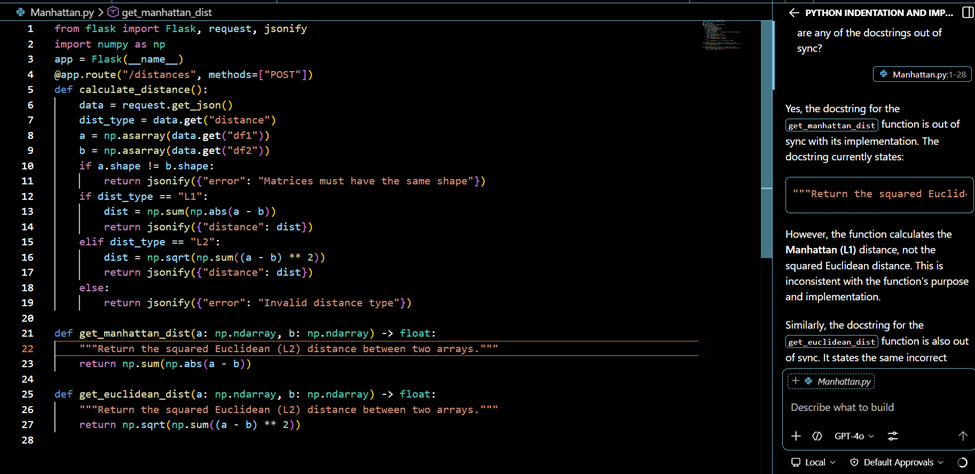 Manhattan.py > get_manhattan_dist
1 from flask import Flask, request, jsonify
2 import numpy as np
3 app = Flask(__name__)
4 @app.route("/distances", methods=["POST"])
5 def calculate_distance():
6 data = request.get_json()
7 dist_type = data.get("distance")
8 a = np.asarray(data.get("df1"))
9 b = np.asarray(data.get("df2"))
10 if a.shape != b.shape:
11 return jsonify({"error": "Matrices must have the same shape"})
12 if dist_type == "L1":
13 dist = np.sum(np.abs(a - b))
14 return jsonify({"distance": dist})
15 elif dist_type == "L2":
16 dist = np.sqrt(np.sum((a - b) ** 2))
17 return jsonify({"distance": dist})
18 else:
19 return jsonify({"error": "Invalid distance type"})
20
21 def get_manhattan_dist(a: np.ndarray, b: np.ndarray) -> float:
22 """Return the squared Euclidean (L2) distance between two arrays."""
23 return np.sum(np.abs(a - b))
24
25 def get_euclidean_dist(a: np.ndarray, b: np.ndarray) -> float:
26 """Return the squared Euclidean (L2) distance between two arrays."""
27 return np.sqrt(np.sum((a - b) ** 2))
28
PYTHON INDENTATION AND IMP...
are any of the docstrings out of
sync?
Manhattan.py:1-28
Yes, the docstring for the
get_manhattan_dist function is out of
sync with its implementation. The
docstring currently states:
"""Return the squared Euclid
However, the function calculates the
Manhattan (L1) distance, not the
squared Euclidean distance. This is
inconsistent with the function's purpose
and implementation.
Similarly, the docstring for the
get_euclidean_dist function is also out
of sync. It states the same incorrect
+ Manhattan.py
Describe what to build
GPT-4o
Local
Default Approvals